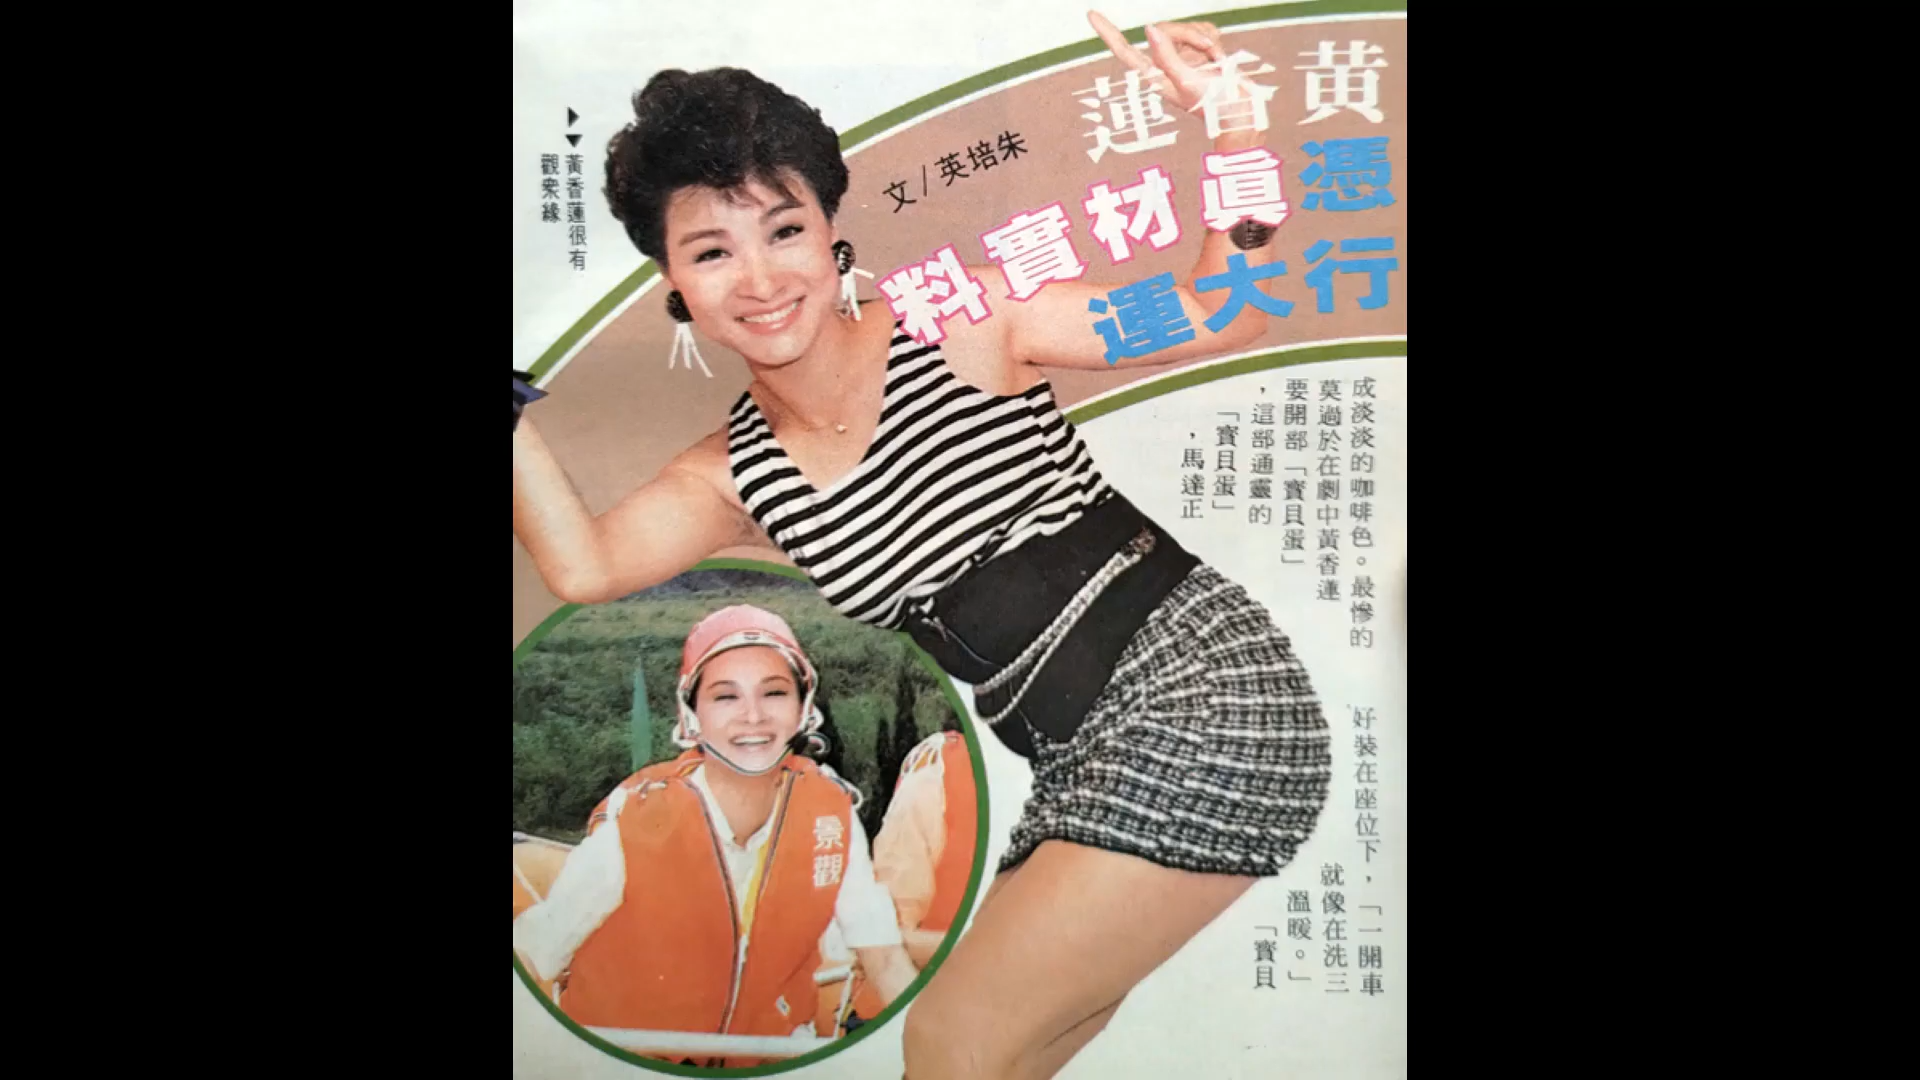 黄香蓮
憑眞材實料
行大運
文/英培朱
黃香蓮很有
觀衆緣
成淡淡的咖啡色。最慘的
莫過於在劇中黃香蓮
要開部「寶貝蛋」
，這部通靈的
「寶貝蛋」
，馬達正
好裝在座位下，「一開車
就像在洗三
溫暖。」
「寶貝
景觀